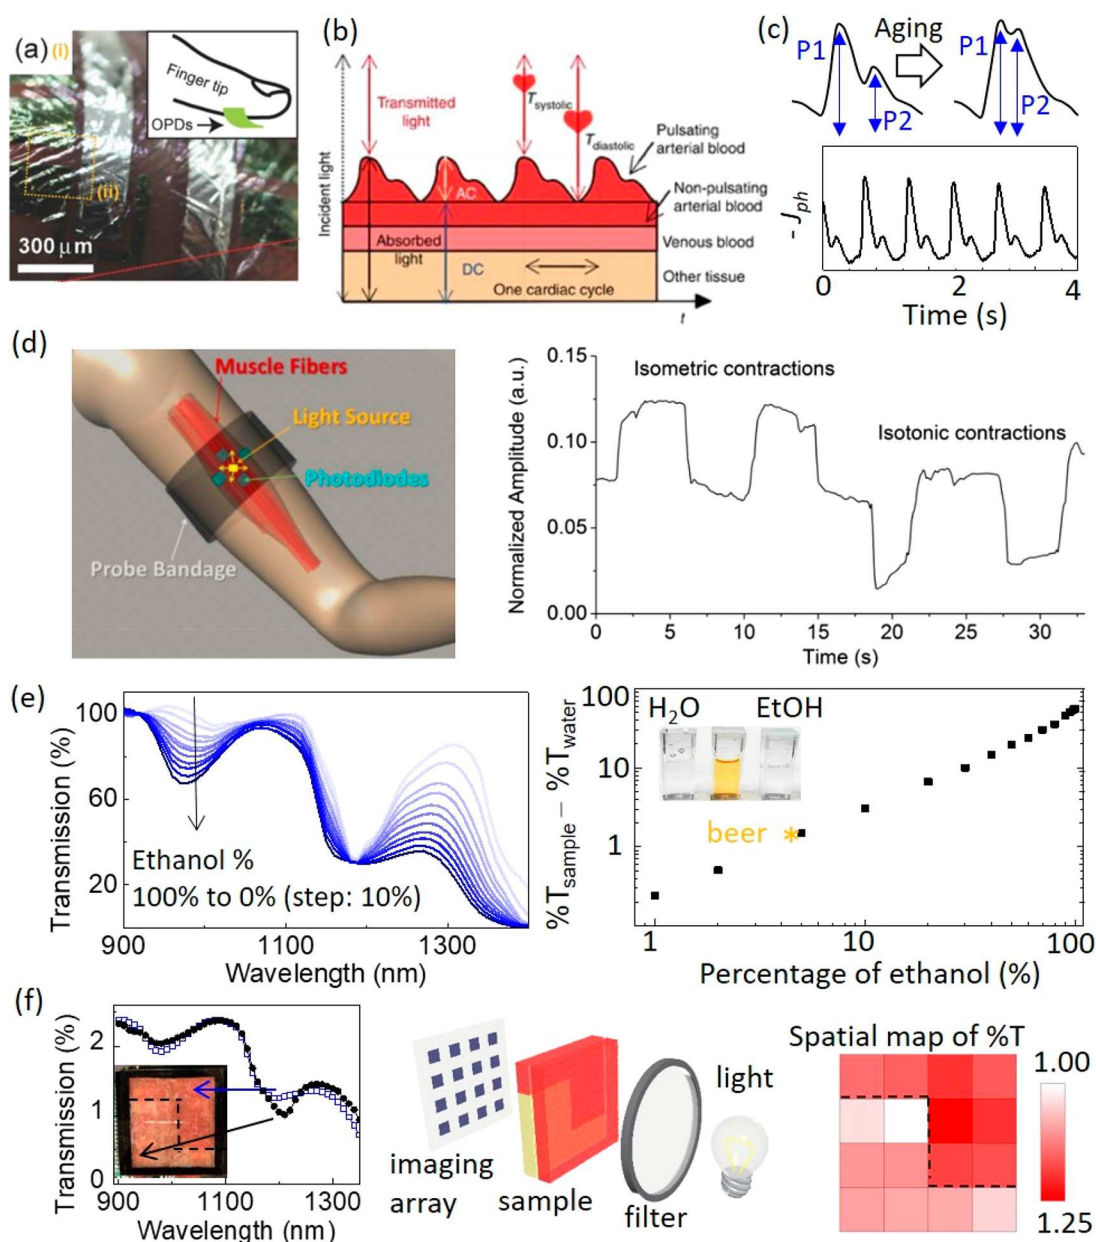 (a) (i)
Finger tip
OPDs
(ii)
300 μm
(b)
Incident light
Transmitted
light
Tsystolic
Tdiastolic
Pulsating
arterial blood
AC
Non-pulsating
arterial blood
Absorbed
light
Venous blood
DC
Other tissue
One cardiac cycle
t
(c)
P1
Aging
P1
P2
P2
- Jph
0 2 4
Time (s)
(d)
Muscle Fibers
Light Source
Photodiodes
Probe Bandage
Normalized Amplitude (a.u.)
0.15
0.10
0.05
0.00
Isometric contractions
Isotonic contractions
0 5 10 15 20 25 30
Time (s)
(e)
Transmission (%)
100
60
20
Ethanol %
100% to 0% (step: 10%)
900 1100 1300
Wavelength (nm)
%Tsample – %Twater
100
10
1
H2O EtOH
beer *
1 10 100
Percentage of ethanol (%)
(f)
Transmission (%)
2
1
0
900 1100 1300
Wavelength (nm)
imaging
array
sample
filter
light
Spatial map of %T
1.00
1.25